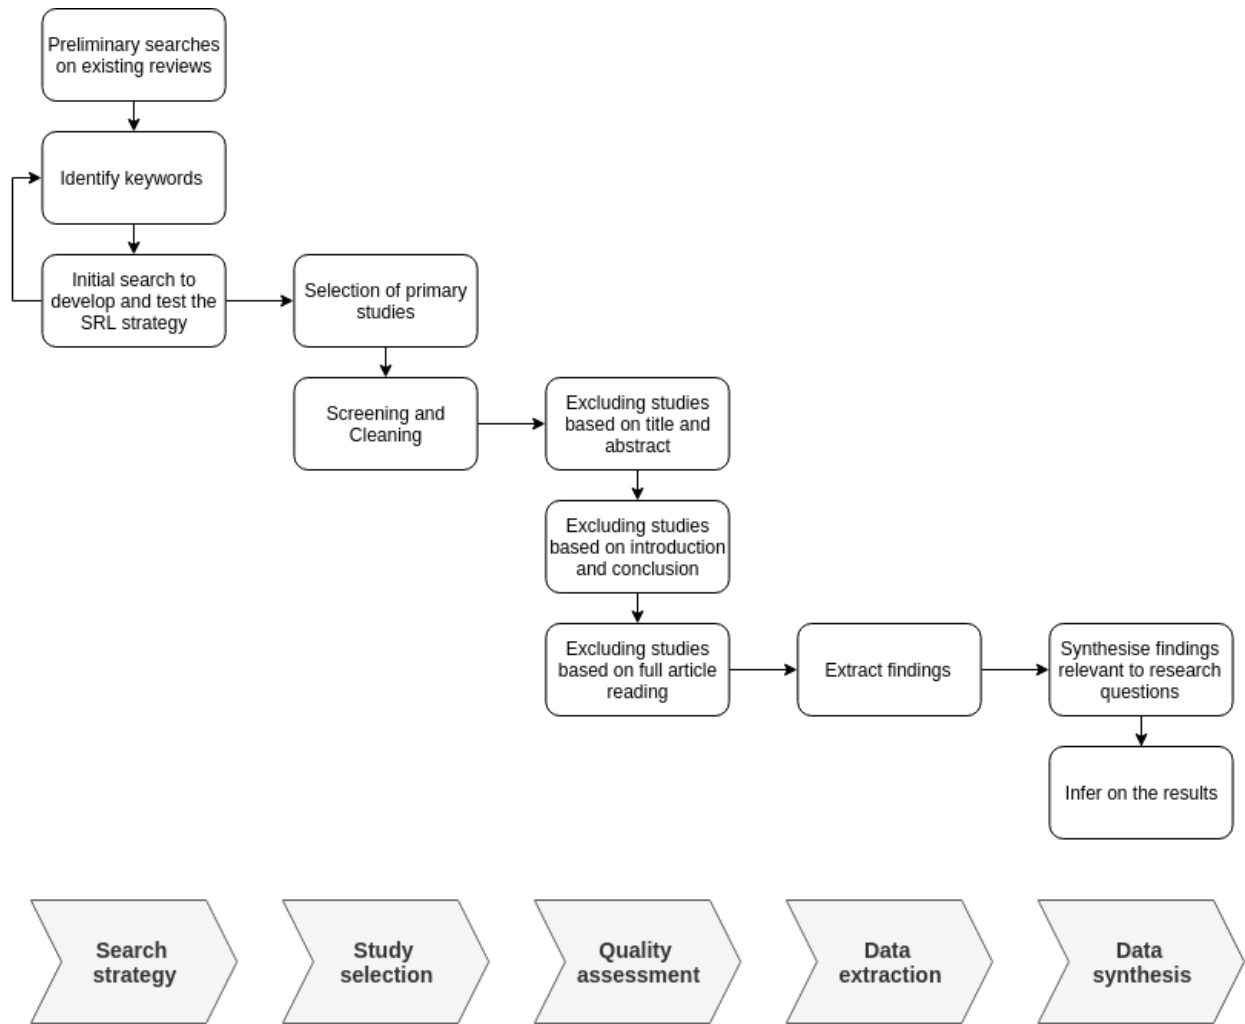 Preliminary searches
on existing reviews
Identify keywords
Initial search to
develop and test the
SRL strategy
Selection of primary
studies
Screening and
Cleaning
Excluding studies
based on title and
abstract
Excluding studies
based on introduction
and conclusion
Excluding studies
based on full article
reading
Extract findings
Synthesise findings
relevant to research
questions
Infer on the results
Search
strategy
Study
selection
Quality
assessment
Data
extraction
Data
synthesis